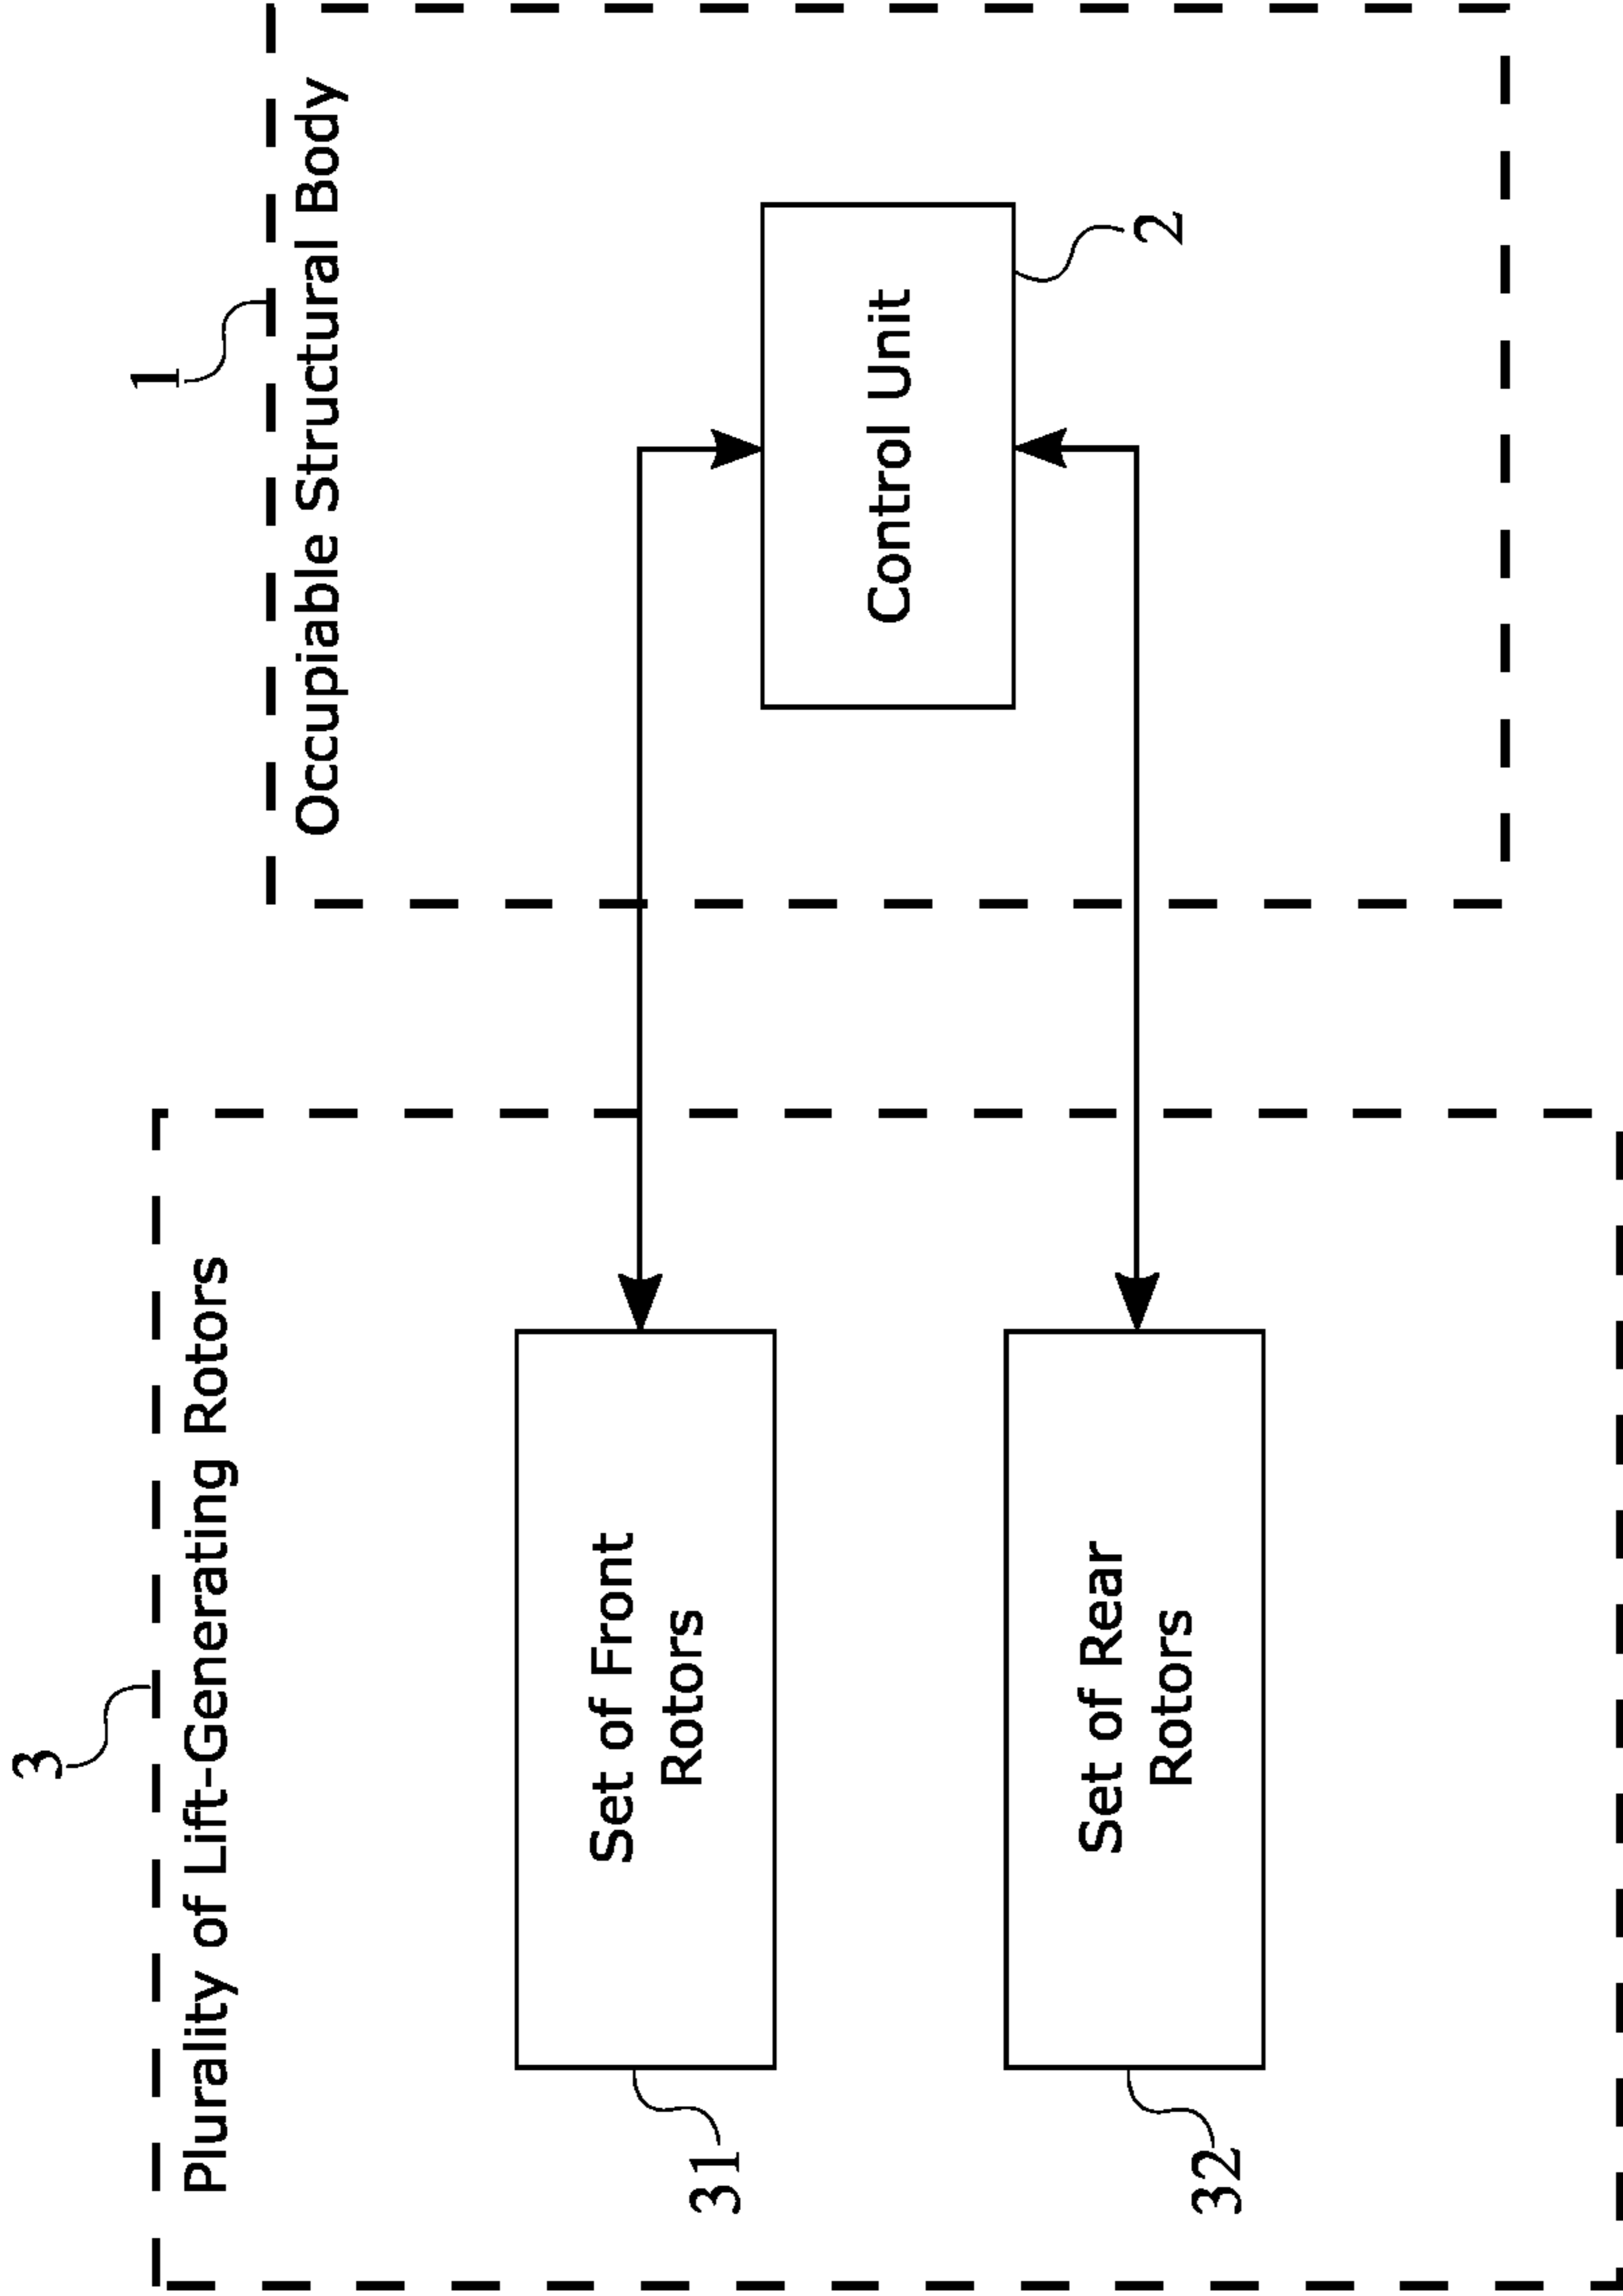 3
Plurality of Lift-Generating Rotors
Set of Front
Rotors
31
Set of Rear
Rotors
32
1
Occupiable Structural Body
Control Unit
2